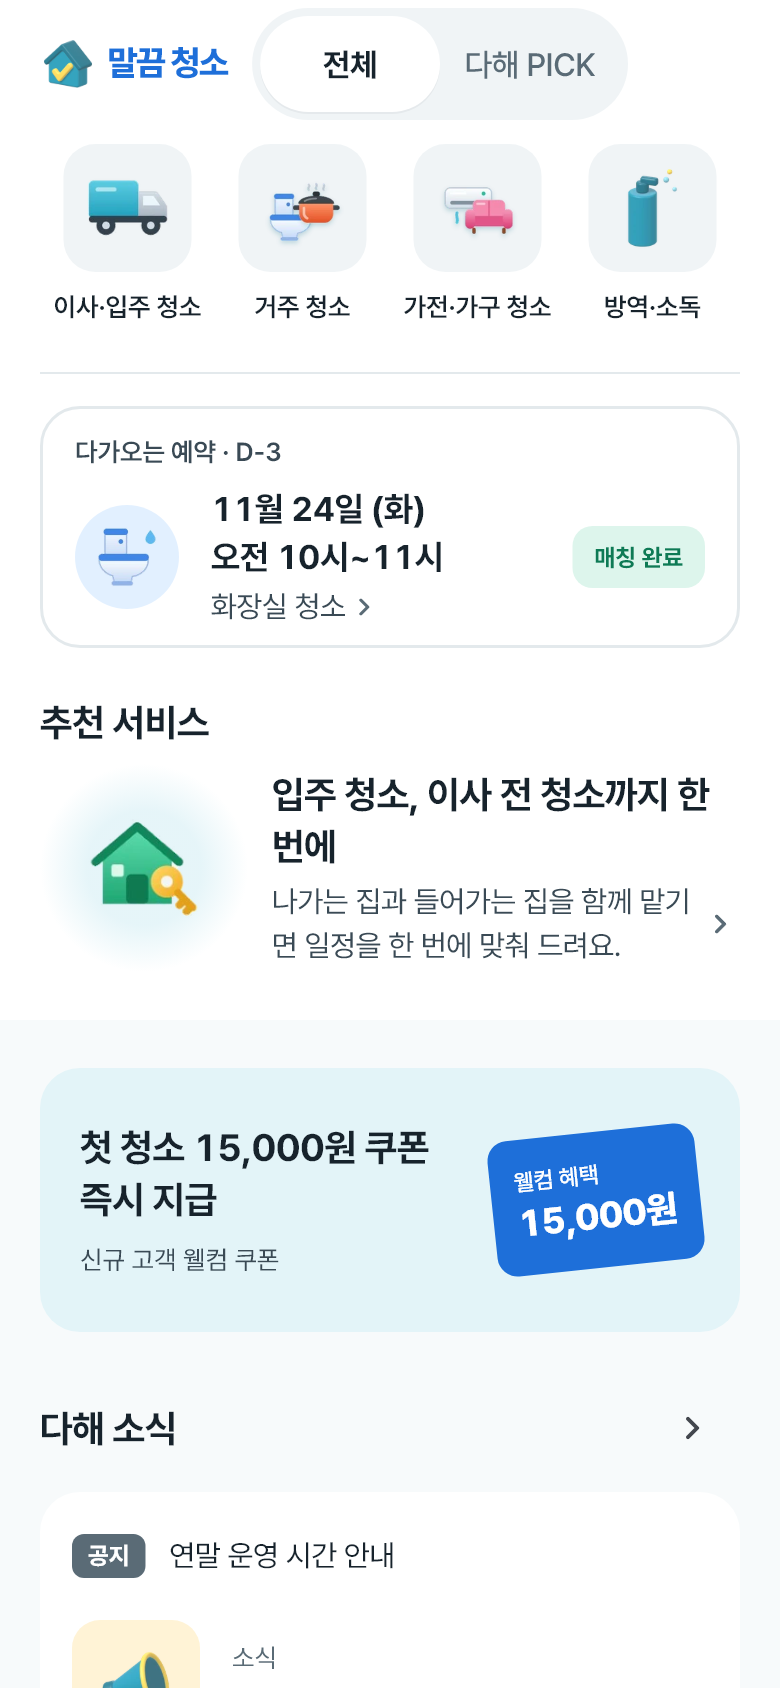 말끔 청소
전체
다해 PICK
이사·입주 청소
거주 청소
가전·가구 청소
방역·소독
다가오는 예약 · D-3
11월 24일 (화)
오전 10시~11시
화장실 청소
매칭 완료
추천 서비스
입주 청소, 이사 전 청소까지 한
번에
나가는 집과 들어가는 집을 함께 맡기
면 일정을 한 번에 맞춰 드려요.
첫 청소 15,000원 쿠폰
즉시 지급
신규 고객 웰컴 쿠폰
웰컴 혜택
15,000원
다해 소식
공지
연말 운영 시간 안내
소식